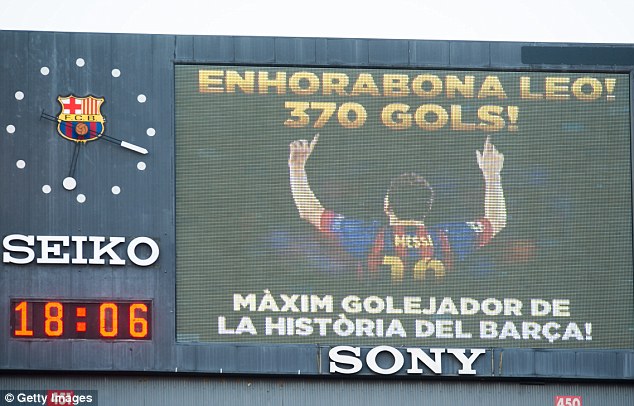 ENHORABONA LEO!
370 GOLS!
F C B
MESSI
10
SEIKO
MÀXIM GOLEJADOR DE
LA HISTÒRIA DEL BARÇA!
18:06
SONY
© Getty Images
451
450